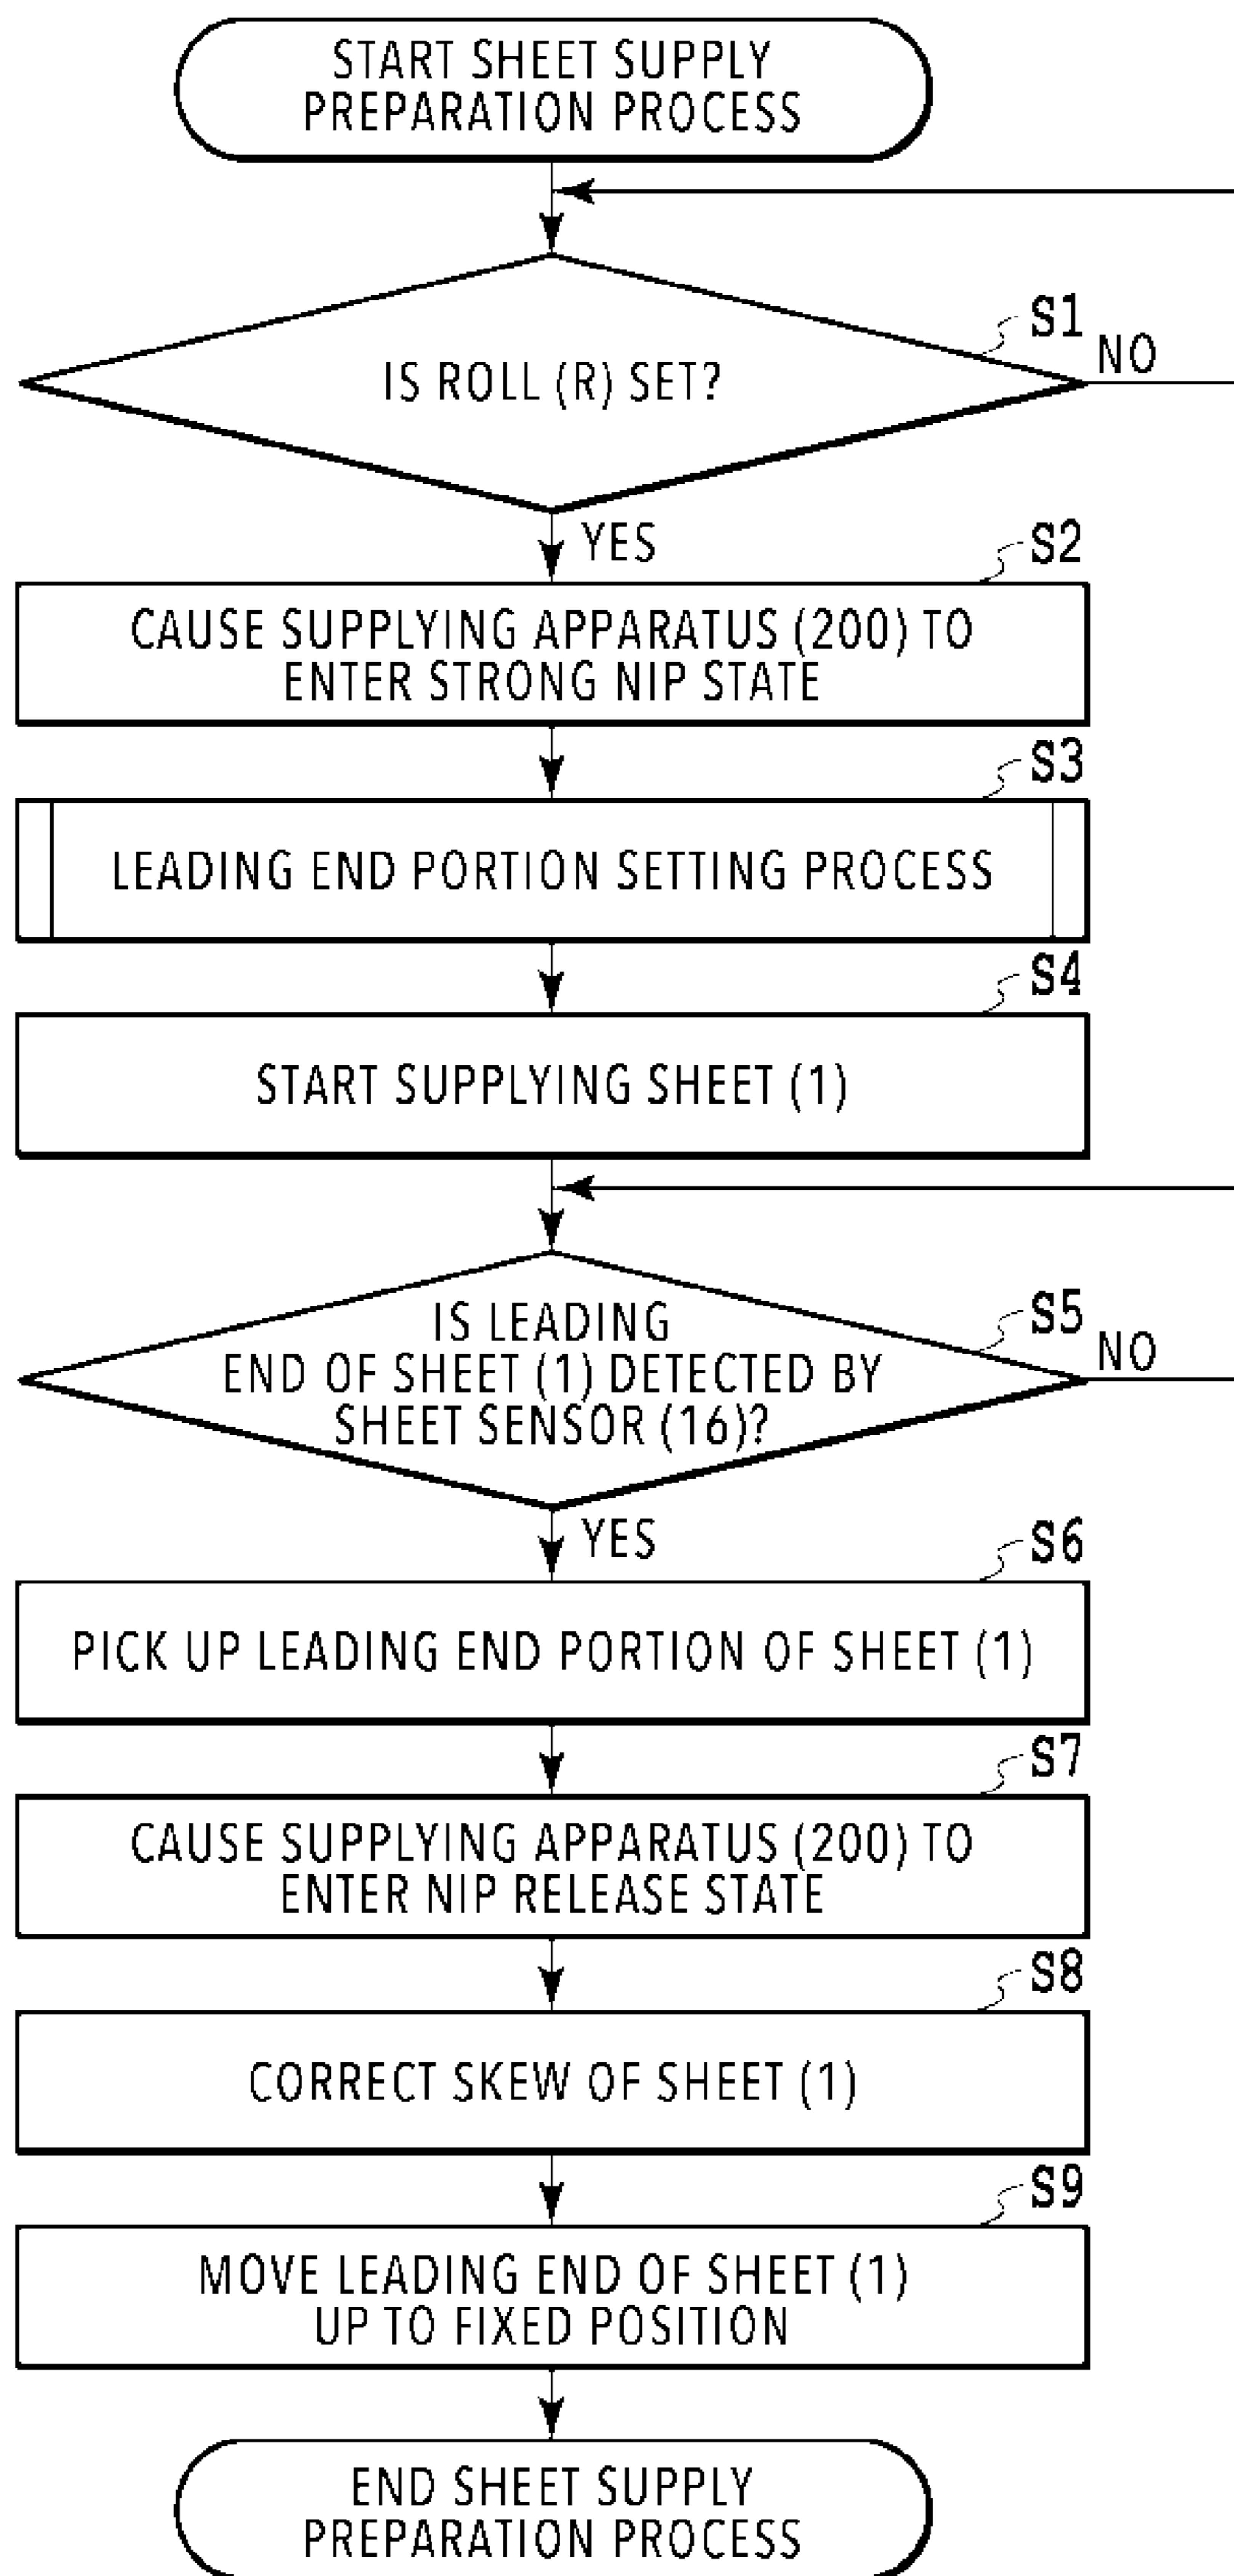 START SHEET SUPPLY
PREPARATION PROCESS
S1
IS ROLL (R) SET?
NO
YES
S2
CAUSE SUPPLYING APPARATUS (200) TO
ENTER STRONG NIP STATE
S3
LEADING END PORTION SETTING PROCESS
S4
START SUPPLYING SHEET (1)
S5
IS LEADING
END OF SHEET (1) DETECTED BY
SHEET SENSOR (16)?
NO
YES
S6
PICK UP LEADING END PORTION OF SHEET (1)
S7
CAUSE SUPPLYING APPARATUS (200) TO
ENTER NIP RELEASE STATE
S8
CORRECT SKEW OF SHEET (1)
S9
MOVE LEADING END OF SHEET (1)
UP TO FIXED POSITION
END SHEET SUPPLY
PREPARATION PROCESS